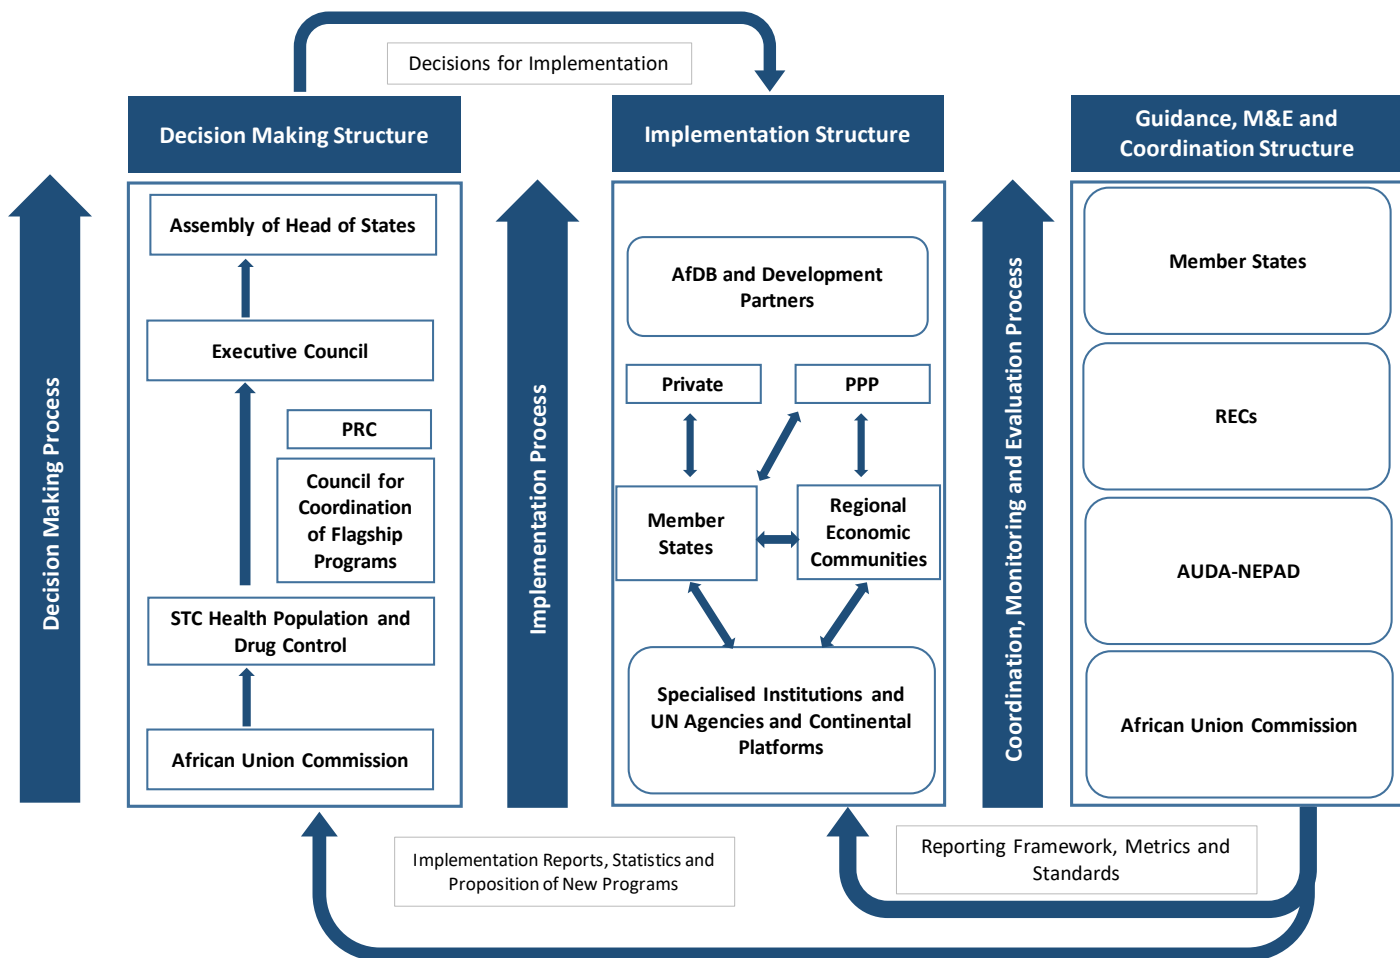 Decisions for Implementation
Decision Making Structure
Implementation Structure
Guidance, M&E and
Coordination Structure
Decision Making Process
Assembly of Head of States
Executive Council
PRC
Council for
Coordination
of Flagship
Programs
STC Health Population and
Drug Control
African Union Commission
Implementation Process
AfDB and Development
Partners
Private
PPP
Member
States
Regional
Economic
Communities
Specialised Institutions and
UN Agencies and Continental
Platforms
Coordination, Monitoring and Evaluation Process
Member States
RECs
AUDA-NEPAD
African Union Commission
Implementation Reports, Statistics and
Proposition of New Programs
Reporting Framework, Metrics and
Standards